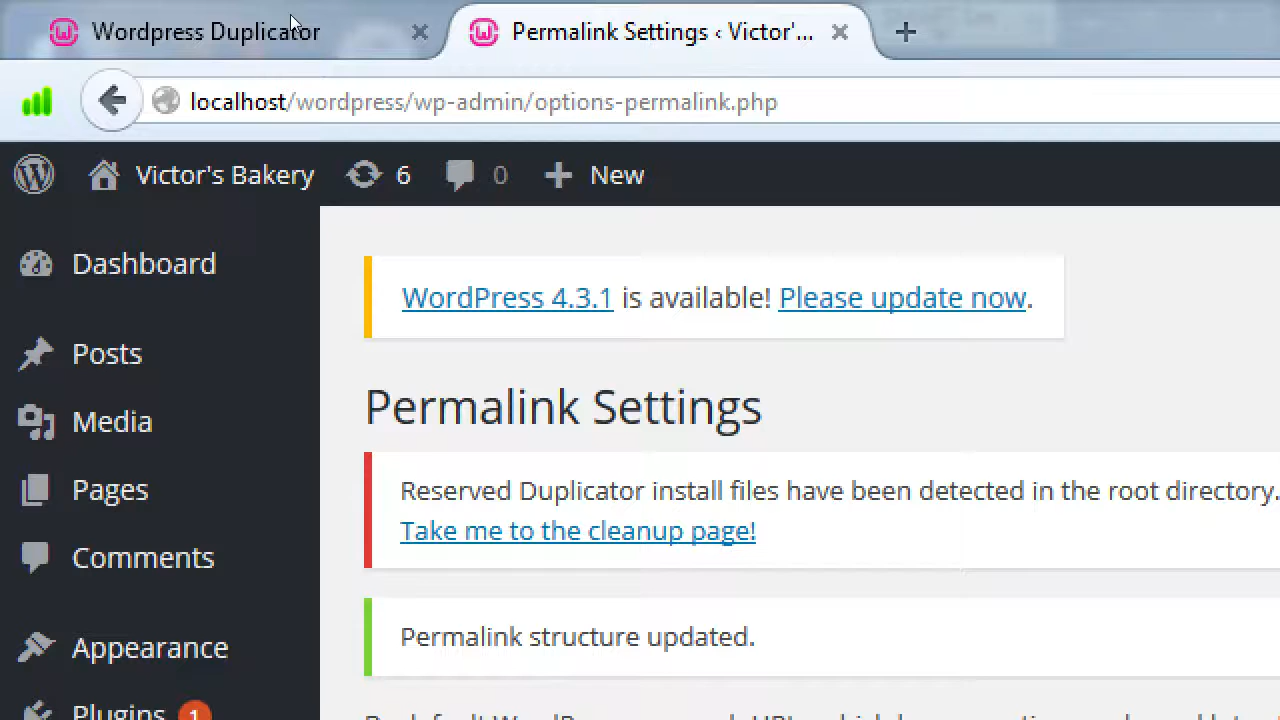 Wordpress Duplicator
Permalink Settings ‹ Victor'...
localhost/wordpress/wp-admin/options-permalink.php
Victor's Bakery 6 0 New
Dashboard
Posts
Media
Pages
Comments
Appearance
Plugins 1
WordPress 4.3.1 is available! Please update now.
Permalink Settings
Reserved Duplicator install files have been detected in the root directory.
Take me to the cleanup page!
Permalink structure updated.